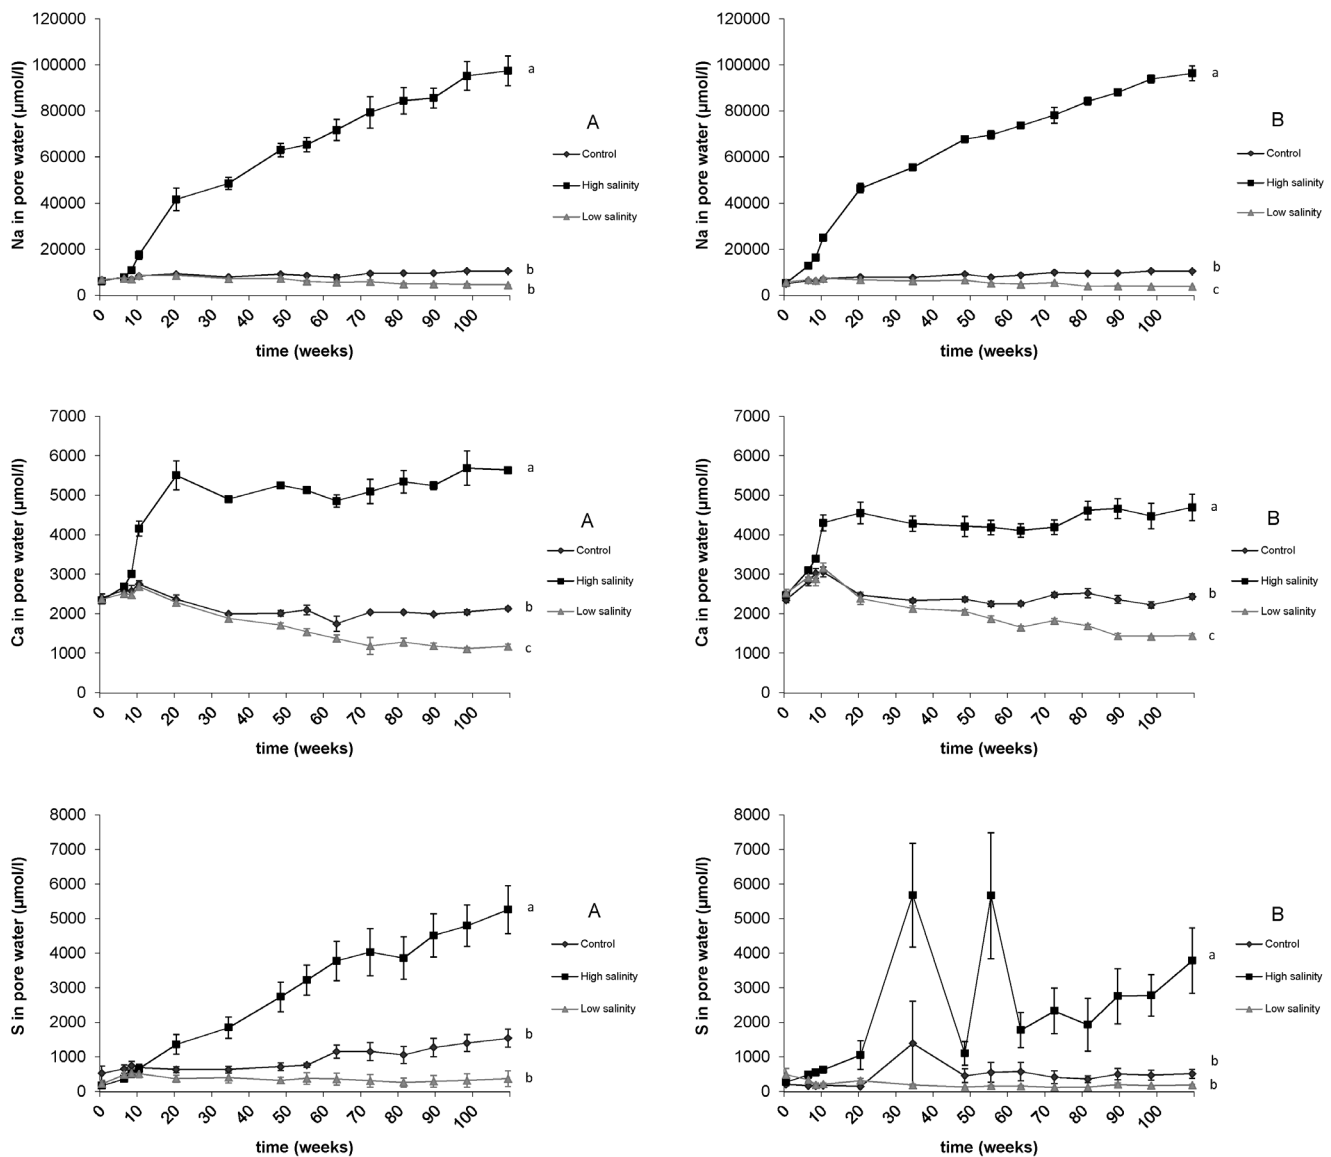 120000
100000
80000
60000
40000
20000
0
Na in pore water (µmol/l)
0 10 20 30 40 50 60 70 80 90 100
time (weeks)
a
b
b
A
Control
High salinity
Low salinity
120000
100000
80000
60000
40000
20000
0
Na in pore water (µmol/l)
0 10 20 30 40 50 60 70 80 90 100
time (weeks)
a
b
c
B
Control
High salinity
Low salinity
7000
6000
5000
4000
3000
2000
1000
0
Ca in pore water (µmol/l)
0 10 20 30 40 50 60 70 80 90 100
time (weeks)
a
b
c
A
Control
High salinity
Low salinity
7000
6000
5000
4000
3000
2000
1000
0
Ca in pore water (µmol/l)
0 10 20 30 40 50 60 70 80 90 100
time (weeks)
a
b
c
B
Control
High salinity
Low salinity
8000
7000
6000
5000
4000
3000
2000
1000
0
S in pore water (µmol/l)
0 10 20 30 40 50 60 70 80 90 100
time (weeks)
a
b
b
A
Control
High salinity
Low salinity
8000
7000
6000
5000
4000
3000
2000
1000
0
S in pore water (µmol/l)
0 10 20 30 40 50 60 70 80 90 100
time (weeks)
a
b
b
B
Control
High salinity
Low salinity